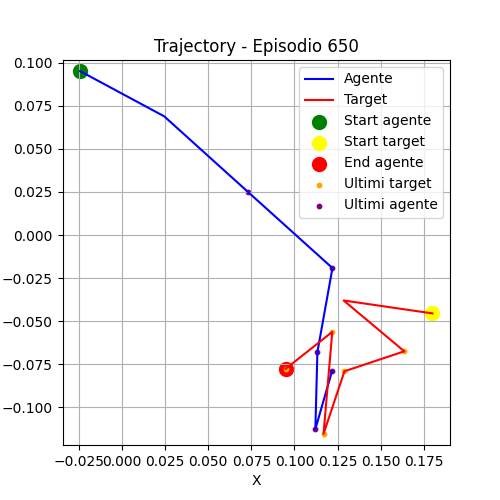 Trajectory - Episodio 650
0.100
0.075
0.050
0.025
0.000
−0.025
−0.050
−0.075
−0.100
Agente
Target
Start agente
Start target
End agente
Ultimi target
Ultimi agente
−0.025 0.000 0.025 0.050 0.075 0.100 0.125 0.150 0.175
X